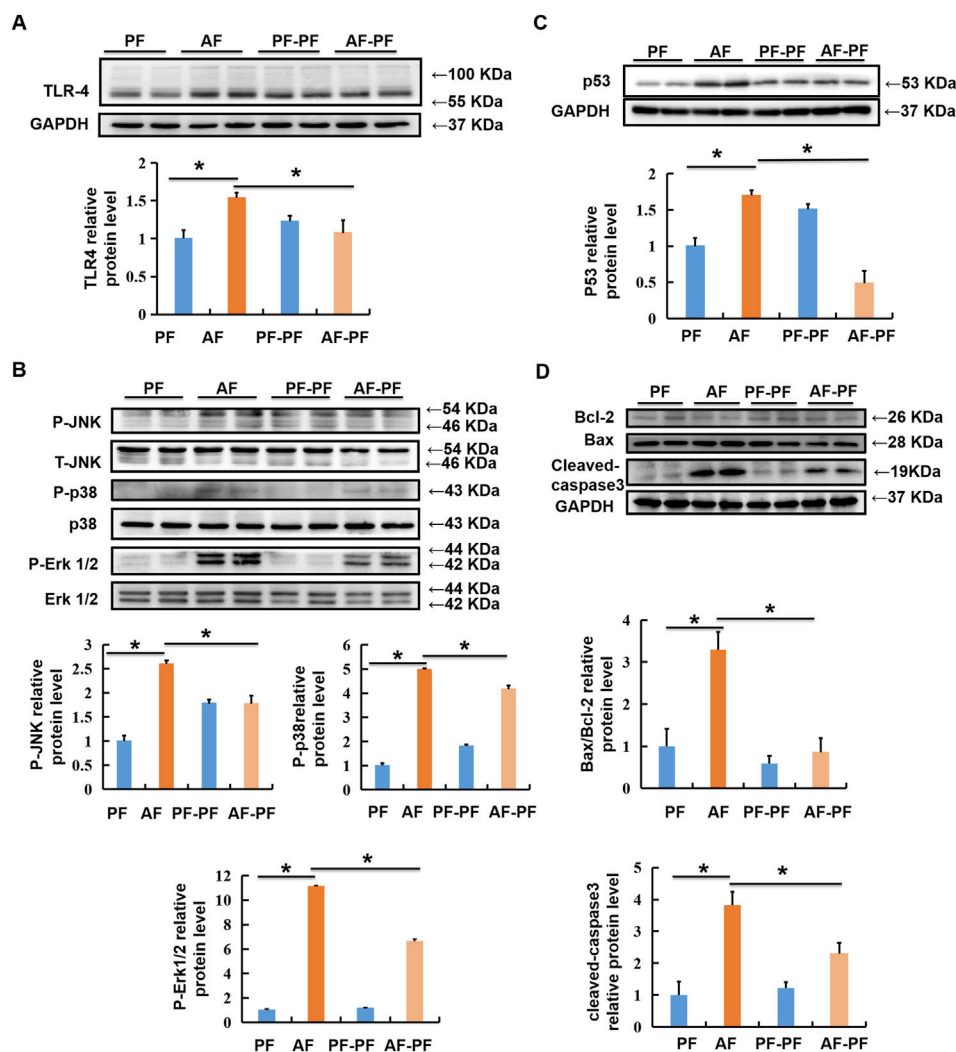 A
PF AF PF-PF AF-PF
TLR-4
←100 KDa
←55 KDa
GAPDH ←37 KDa
TLR4 relative
protein level
2
1.5
1
0.5
0
* *
PF AF PF-PF AF-PF
C
PF AF PF-PF AF-PF
p53 ←53 KDa
GAPDH ←37 KDa
P53 relative
protein level
2
1.5
1
0.5
0
* *
PF AF PF-PF AF-PF
B
PF AF PF-PF AF-PF
P-JNK
←54 KDa
←46 KDa
T-JNK
←54 KDa
←46 KDa
P-p38 ←43 KDa
p38 ←43 KDa
P-Erk 1/2
←44 KDa
←42 KDa
Erk 1/2
←44 KDa
←42 KDa
P-JNK relative
protein level
3
2.5
2
1.5
1
0.5
0
* *
PF AF PF-PF AF-PF
P-p38relative
protein level
6
5
4
3
2
1
0
* *
PF AF PF-PF AF-PF
P-Erk1/2 relative
protein level
12
10
8
6
4
2
0
* *
PF AF PF-PF AF-PF
D
PF AF PF-PF AF-PF
Bcl-2 ←26 KDa
Bax ←28 KDa
Cleaved-
caspase3
←19KDa
GAPDH ←37 KDa
Bax/Bcl-2 relative
protein level
4
3
2
1
0
* *
PF AF PF-PF AF-PF
cleaved-caspase3
relative protein level
5
4
3
2
1
0
* *
PF AF PF-PF AF-PF